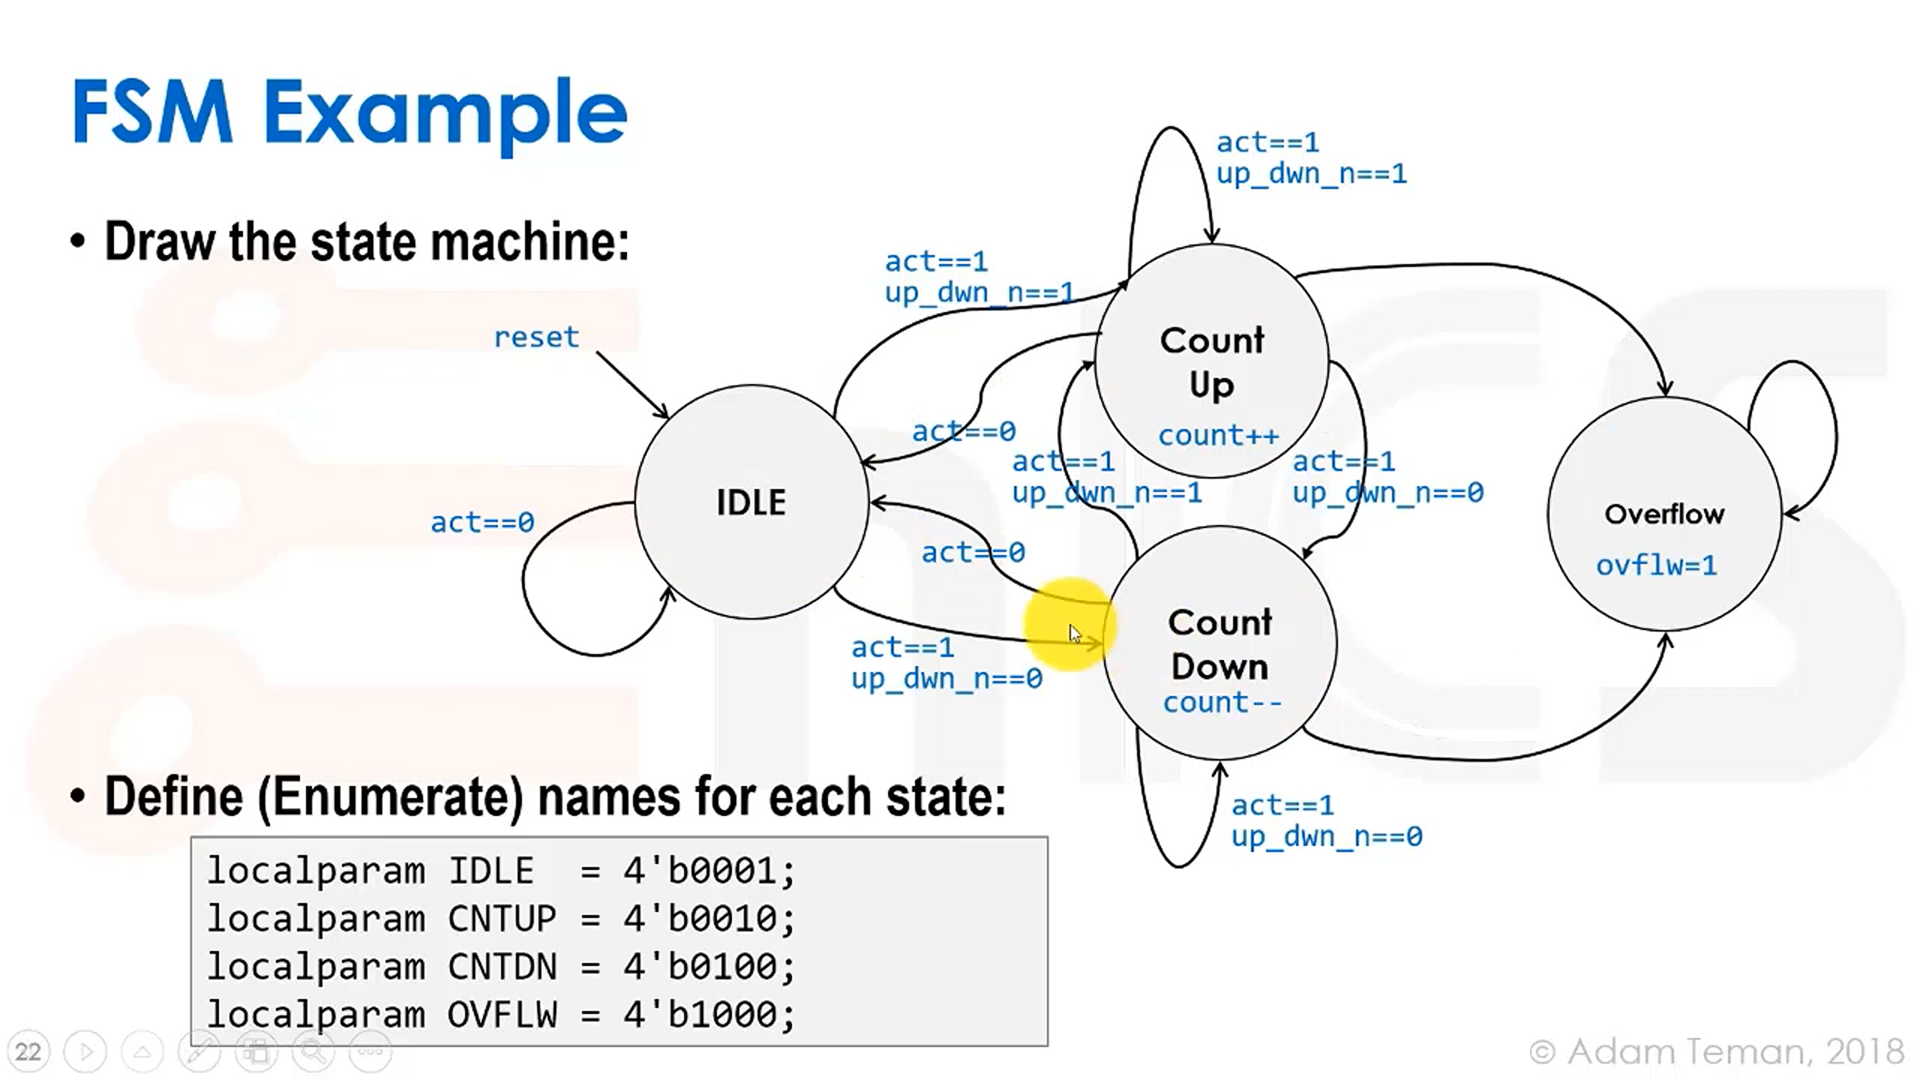 FSM Example
• Draw the state machine:
act==1
up_dwn_n==1
act==1
up_dwn_n==1
reset
Count
Up
count++
act==0
act==1
up_dwn_n==1
act==1
up_dwn_n==0
IDLE
act==0
act==0
Overflow
ovflw=1
act==1
up_dwn_n==0
Count
Down
count--
act==1
up_dwn_n==0
• Define (Enumerate) names for each state:
localparam IDLE = 4'b0001;
localparam CNTUP = 4'b0010;
localparam CNTDN = 4'b0100;
localparam OVFLW = 4'b1000;
22
© Adam Teman, 2018